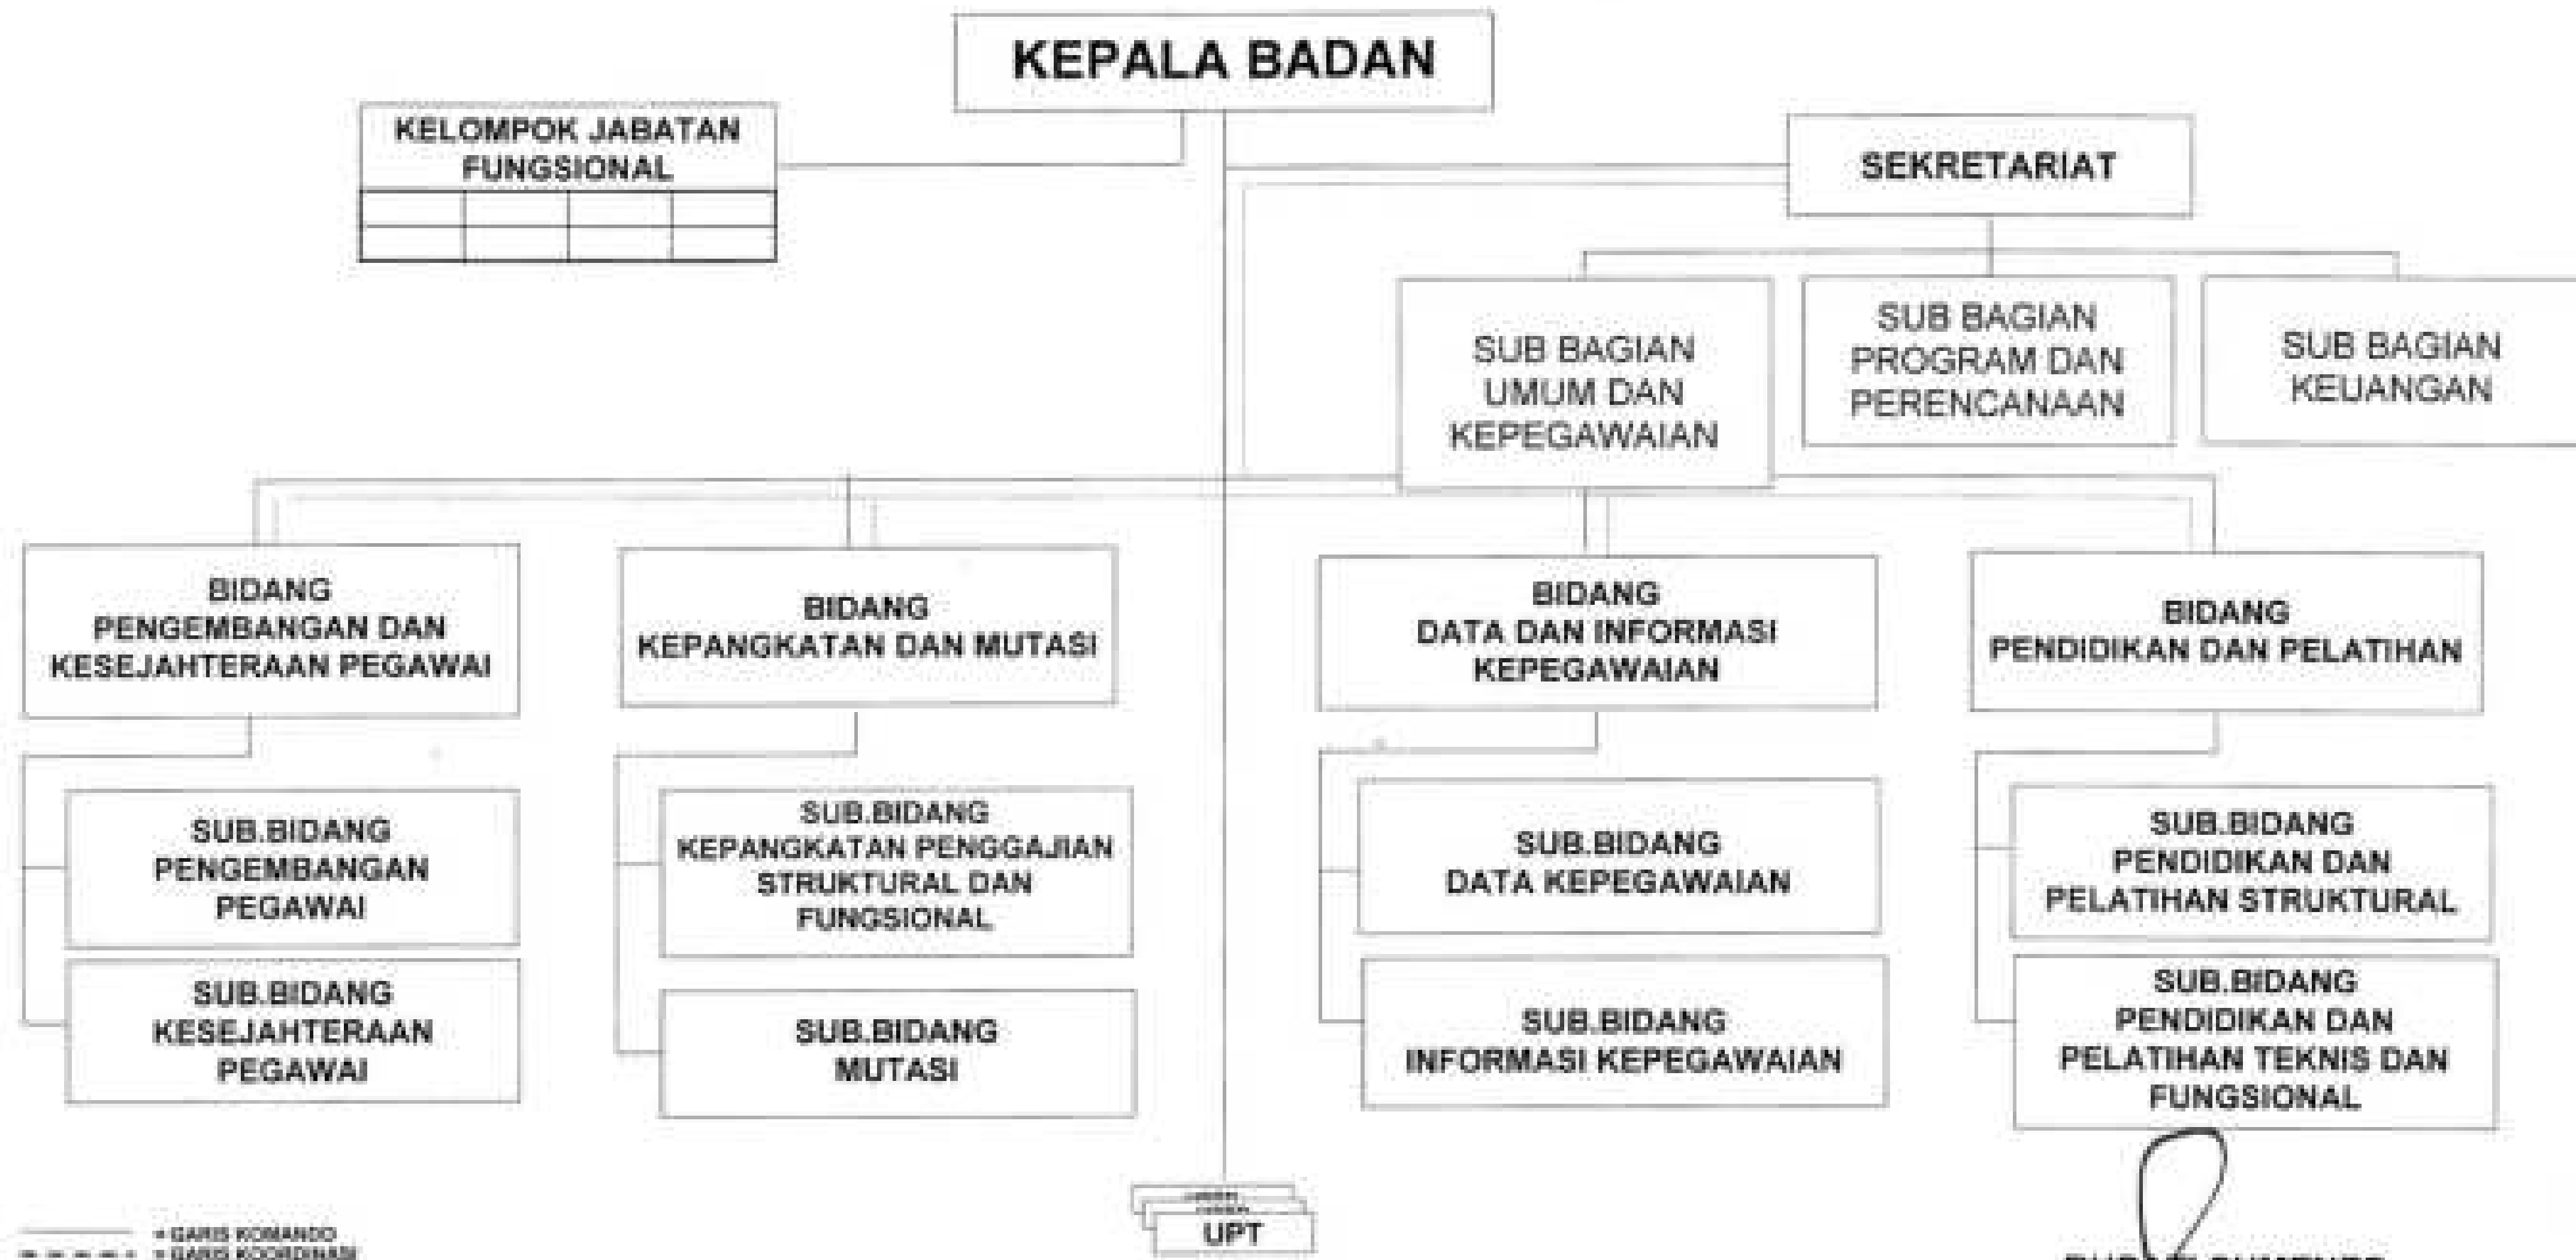 KEPALA BADAN
KELOMPOK JABATAN
FUNGSIONAL
SEKRETARIAT
SUB BAGIAN
UMUM DAN
KEPEGAWAIAN
SUB BAGIAN
PROGRAM DAN
PERENCANAAN
SUB BAGIAN
KEUANGAN
BIDANG
PENGEMBANGAN DAN
KESEJAHTERAAN PEGAWAI
BIDANG
KEPANGKATAN DAN MUTASI
BIDANG
DATA DAN INFORMASI
KEPEGAWAIAN
BIDANG
PENDIDIKAN DAN PELATIHAN
SUB.BIDANG
PENGEMBANGAN
PEGAWAI
SUB.BIDANG
KEPANGKATAN PENGGAJIAN
STRUKTURAL DAN
FUNGSIONAL
SUB.BIDANG
DATA KEPEGAWAIAN
SUB.BIDANG
PENDIDIKAN DAN
PELATIHAN STRUKTURAL
SUB.BIDANG
KESEJAHTERAAN
PEGAWAI
SUB.BIDANG
MUTASI
SUB.BIDANG
INFORMASI KEPEGAWAIAN
SUB.BIDANG
PENDIDIKAN DAN
PELATIHAN TEKNIS DAN
FUNGSIONAL
UPT
= GARIS KOMANDO
= GARIS KOORDINASI